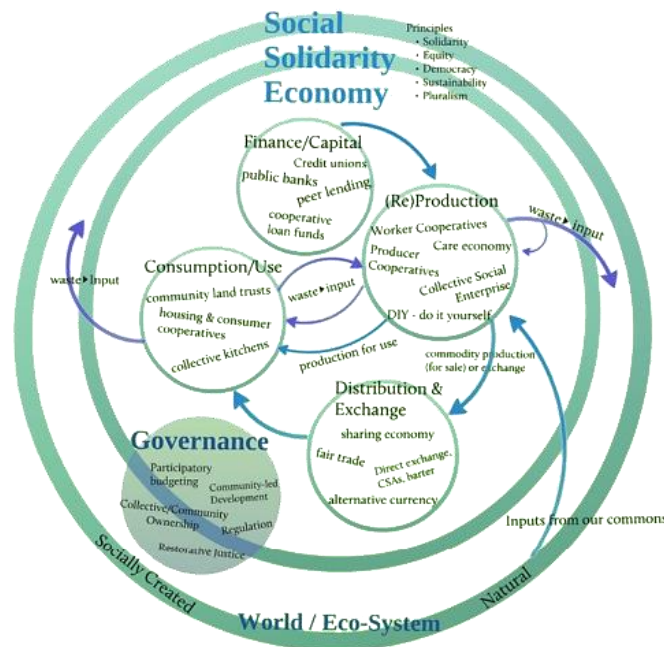 Social
Solidarity
Economy
Principles
• Solidarity
• Equity
• Democracy
• Sustainability
• Pluralism
Finance/Capital
Credit unions
public banks
peer lending
cooperative
loan funds
(Re)Production
Worker Cooperatives
Care economy
Producer
Cooperatives
Collective Social
Enterprise
DIY - do it yourself
waste▸input
Consumption/Use
community land trusts
housing & consumer
cooperatives
collective kitchens
waste▸Input
waste▸input
production for use
commodity production
(for sale) or exchange
Distribution &
Exchange
sharing economy
fair trade
Direct exchange,
CSAs, barter
alternative currency
Governance
Participatory
budgeting
Community-led
Development
Collective/Community
Ownership
Regulation
Restorative Justice
Inputs from our commons
Socially Created
World / Eco-System
Natural